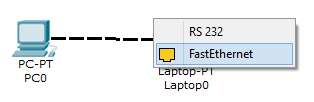 RS 232
FastEthernet
PC-PT
PC0
Laptop-PT
Laptop0